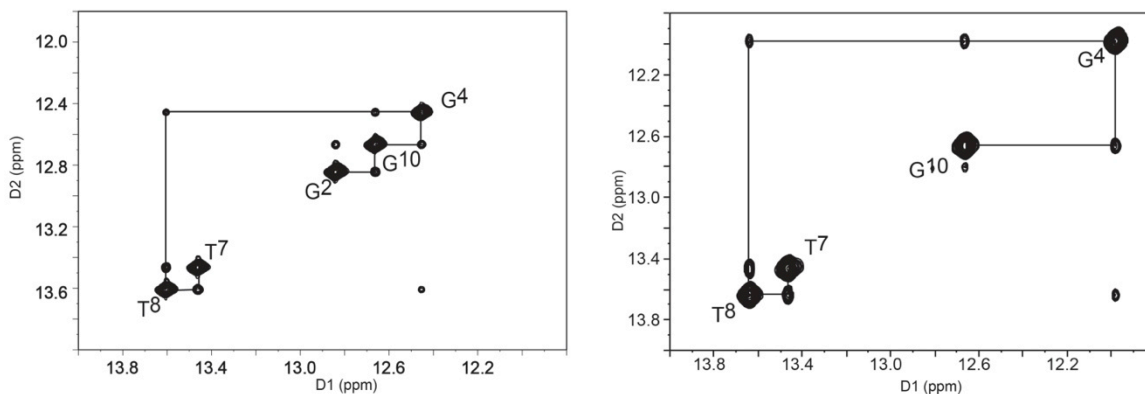 12.0
12.4
12.8
13.2
13.6
D2 (ppm)
G4
G10
G2
T7
T8
13.8 13.4 13.0 12.6 12.2
D1 (ppm)
12.2
12.6
13.0
13.4
13.8
D2 (ppm)
G4
G10
T7
T8
13.8 13.4 13.0 12.6 12.2
D1 (ppm)